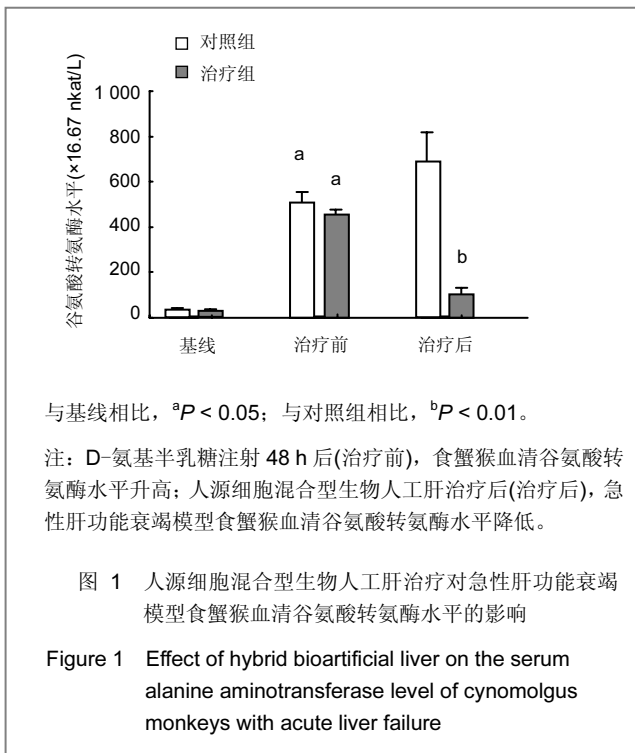 对照组
治疗组
谷氨酸转氨酶水平(×16.67 nkat/L)
1 000
800
600
400
200
0
a
a
b
基线
治疗前
治疗后
与基线相比，ᵃP < 0.05；与对照组相比，ᵇP < 0.01。
注：D-氨基半乳糖注射 48 h 后(治疗前)，食蟹猴血清谷氨酸转
氨酶水平升高；人源细胞混合型生物人工肝治疗后(治疗后)，急
性肝功能衰竭模型食蟹猴血清谷氨酸转氨酶水平降低。
图 1 人源细胞混合型生物人工肝治疗对急性肝功能衰竭
模型食蟹猴血清谷氨酸转氨酶水平的影响
Figure 1 Effect of hybrid bioartificial liver on the serum
alanine aminotransferase level of cynomolgus
monkeys with acute liver failure